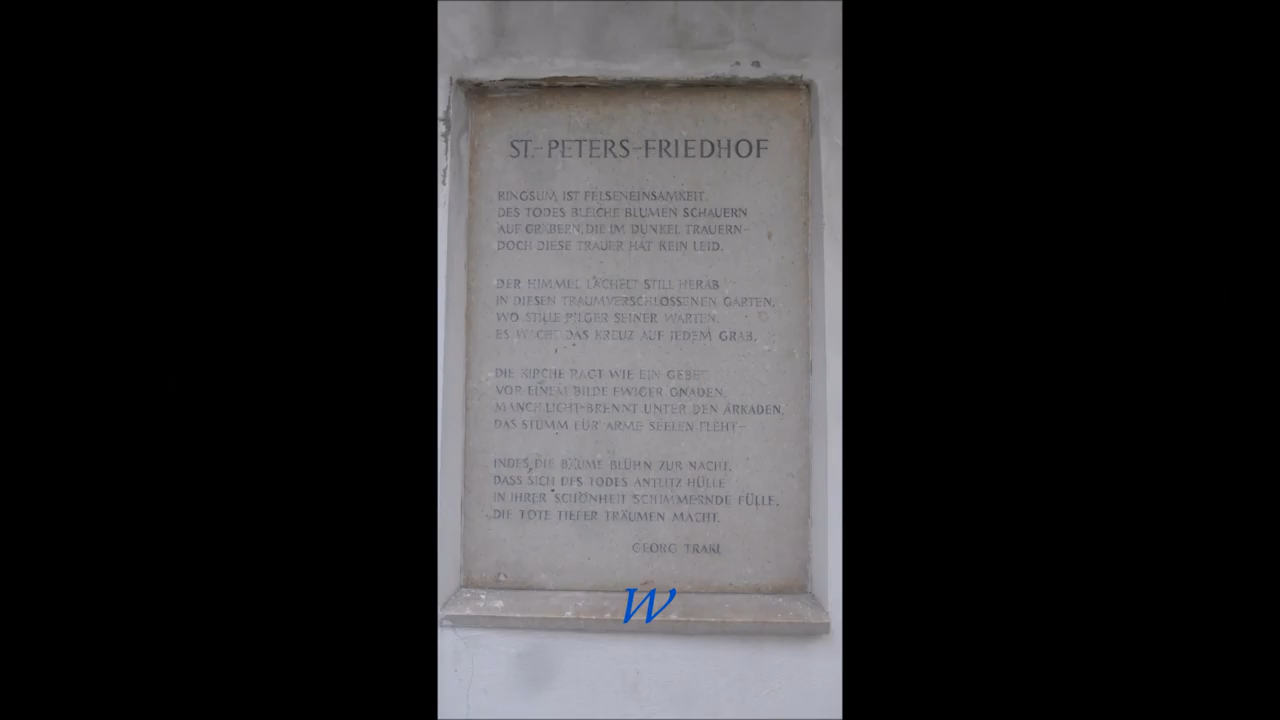 ST.-PETERS-FRIEDHOF
RINGSUM IST FELSENEINSAMKEIT.
DES TODES BLEICHE BLUMEN SCHAUERN
AUF GRÄBERN, DIE IM DUNKEL TRAUERN-
DOCH DIESE TRAUER HAT KEIN LEID.
DER HIMMEL LÄCHELT STILL HERAB
IN DIESEN TRAUMVERSCHLOSSENEN GARTEN,
WO STILLE PILGER SEINER WARTEN.
ES WACHT DAS KREUZ AUF JEDEM GRAB.
DIE KIRCHE RAGT WIE EIN GEBET
VOR EINEM BILDE EWIGER GNADEN,
MANCH LICHT BRENNT UNTER DEN ARKADEN,
DAS STUMM FÜR ARME SEELEN FLEHT-
INDES DIE BÄUME BLÜHN ZUR NACHT,
DASS SICH DES TODES ANTLITZ HÜLLE
IN IHRER SCHÖNHEIT SCHIMMERNDE FÜLLE,
DIE TOTE TIEFER TRÄUMEN MACHT.
GEORG TRAKL
W